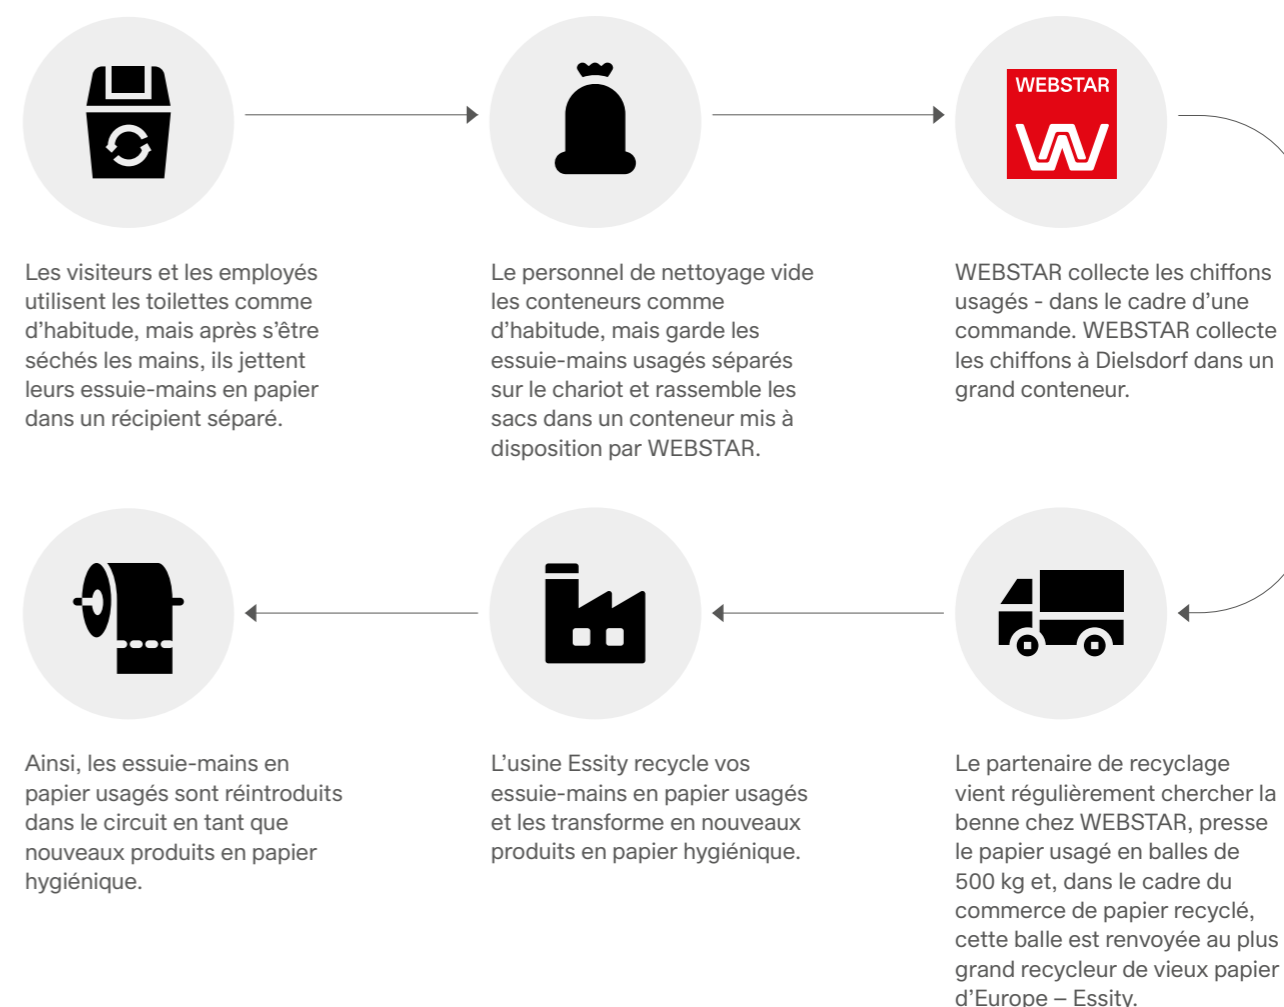 WEBSTAR
Les visiteurs et les employés
utilisent les toilettes comme
d’habitude, mais après s’être
séchés les mains, ils jettent
leurs essuie-mains en papier
dans un récipient séparé.
Le personnel de nettoyage vide
les conteneurs comme
d’habitude, mais garde les
essuie-mains usagés séparés
sur le chariot et rassemble les
sacs dans un conteneur mis à
disposition par WEBSTAR.
WEBSTAR collecte les chiffons
usagés - dans le cadre d’une
commande. WEBSTAR collecte
les chiffons à Dielsdorf dans un
grand conteneur.
Ainsi, les essuie-mains en
papier usagés sont réintroduits
dans le circuit en tant que
nouveaux produits en papier
hygiénique.
L’usine Essity recycle vos
essuie-mains en papier usagés
et les transforme en nouveaux
produits en papier hygiénique.
Le partenaire de recyclage
vient régulièrement chercher la
benne chez WEBSTAR, presse
le papier usagé en balles de
500 kg et, dans le cadre du
commerce de papier recyclé,
cette balle est renvoyée au plus
grand recycleur de vieux papier
d’Europe – Essity.